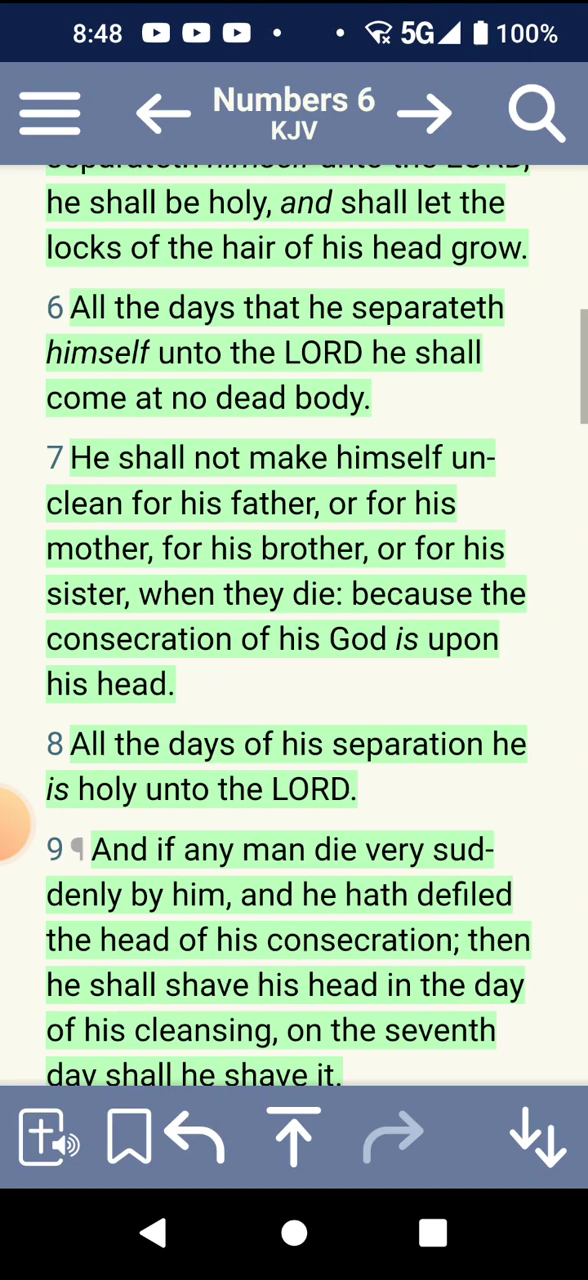 8:48 5G 100%
Numbers 6
KJV
separateth himself unto the LORD,
he shall be holy, and shall let the
locks of the hair of his head grow.
6 All the days that he separateth
himself unto the LORD he shall
come at no dead body.
7 He shall not make himself un-
clean for his father, or for his
mother, for his brother, or for his
sister, when they die: because the
consecration of his God is upon
his head.
8 All the days of his separation he
is holy unto the LORD.
9 ¶ And if any man die very sud-
denly by him, and he hath defiled
the head of his consecration; then
he shall shave his head in the day
of his cleansing, on the seventh
day shall he shave it.